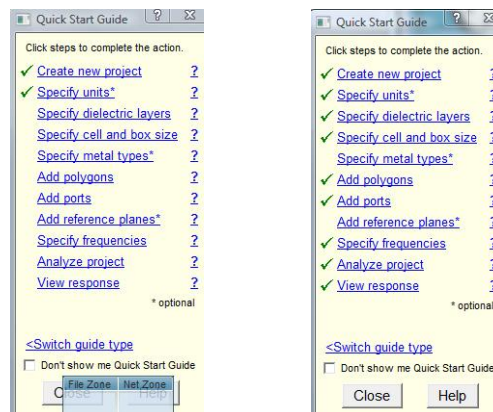 Quick Start Guide
Click steps to complete the action.
Create new project ?
Specify units* ?
Specify dielectric layers ?
Specify cell and box size ?
Specify metal types* ?
Add polygons ?
Add ports ?
Add reference planes* ?
Specify frequencies ?
Analyze project ?
View response ?
* optional
<Switch guide type
Don't show me Quick Start Guide
File Zone Net Zone
Close Help
Quick Start Guide
Click steps to complete the action.
Create new project ?
Specify units* ?
Specify dielectric layers ?
Specify cell and box size ?
Specify metal types* ?
Add polygons ?
Add ports ?
Add reference planes* ?
Specify frequencies ?
Analyze project ?
View response ?
* optional
<Switch guide type
Don't show me Quick Start Guide
Close Help